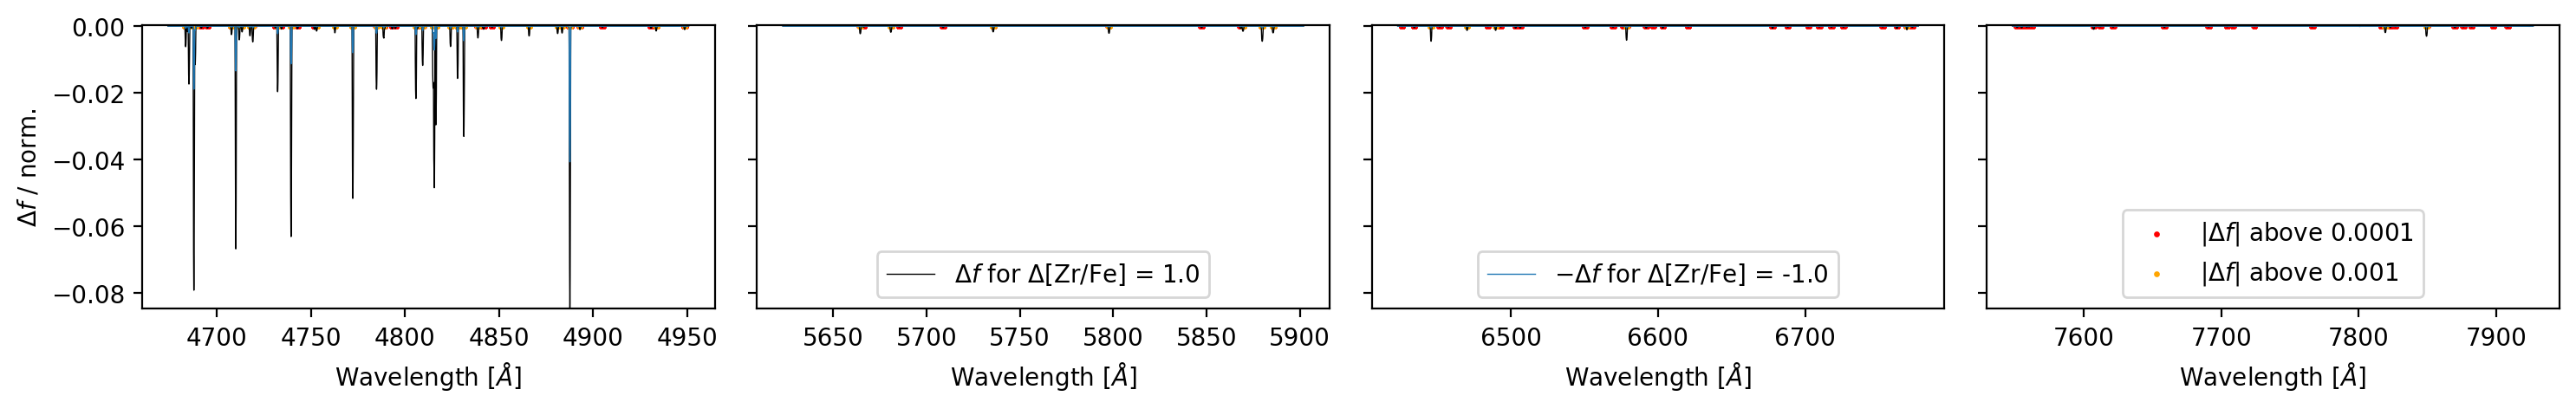 Δf / norm.
0.00
−0.02
−0.04
−0.06
−0.08
4700 4750 4800 4850 4900 4950
Wavelength [Å]
Δf for Δ[Zr/Fe] = 1.0
5650 5700 5750 5800 5850 5900
Wavelength [Å]
−Δf for Δ[Zr/Fe] = -1.0
6500 6600 6700
Wavelength [Å]
|Δf| above 0.0001
|Δf| above 0.001
7600 7700 7800 7900
Wavelength [Å]